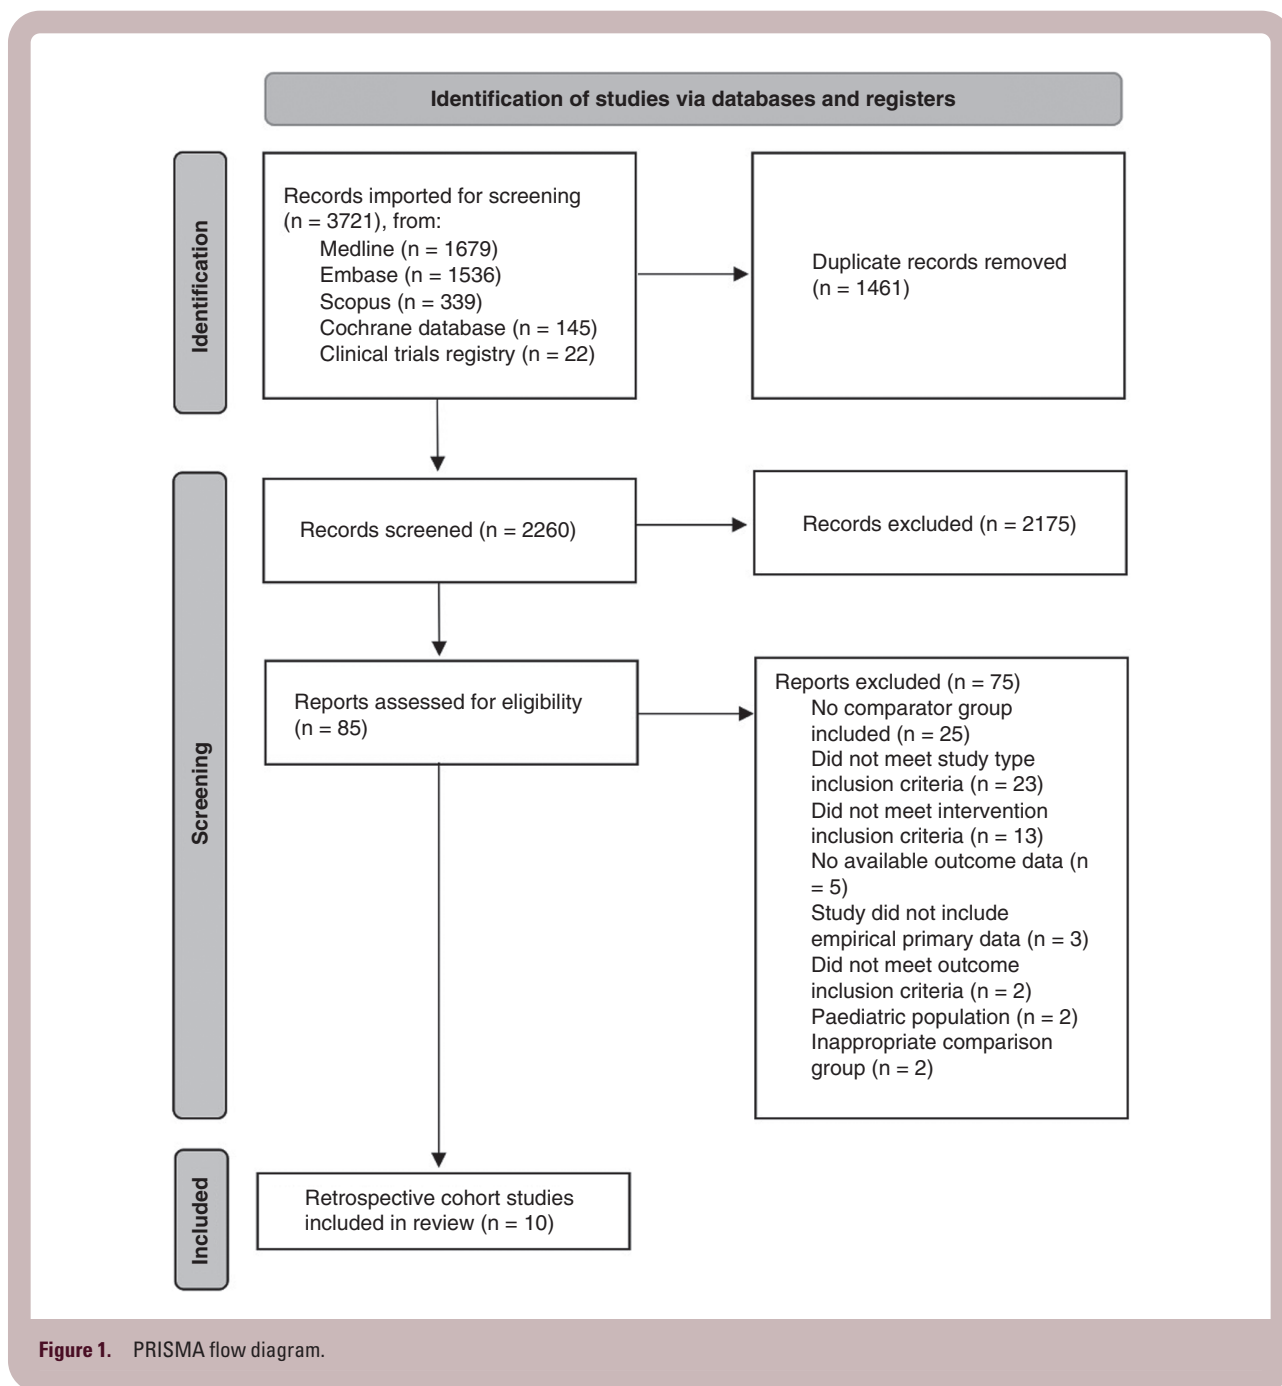 Identification of studies via databases and registers
Identification
Records imported for screening
(n = 3721), from:
Medline (n = 1679)
Embase (n = 1536)
Scopus (n = 339)
Cochrane database (n = 145)
Clinical trials registry (n = 22)
Duplicate records removed
(n = 1461)
Screening
Records screened (n = 2260)
Records excluded (n = 2175)
Reports assessed for eligibility
(n = 85)
Reports excluded (n = 75)
No comparator group
included (n = 25)
Did not meet study type
inclusion criteria (n = 23)
Did not meet intervention
inclusion criteria (n = 13)
No available outcome data (n
= 5)
Study did not include
empirical primary data (n = 3)
Did not meet outcome
inclusion criteria (n = 2)
Paediatric population (n = 2)
Inappropriate comparison
group (n = 2)
Included
Retrospective cohort studies
included in review (n = 10)
Figure 1. PRISMA flow diagram.